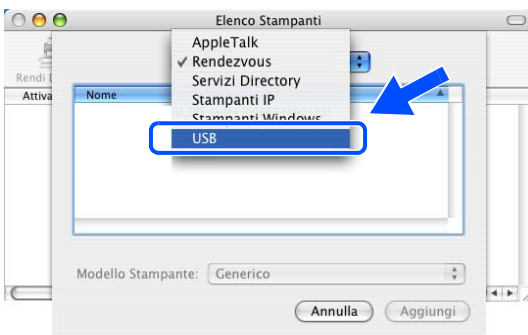 Elenco Stampanti
AppleTalk
✓ Rendezvous
Servizi Directory
Stampanti IP
Stampanti Windows
USB
Rendi
Attiva
Nome
Modello Stampante: Generico
Annulla Aggiungi